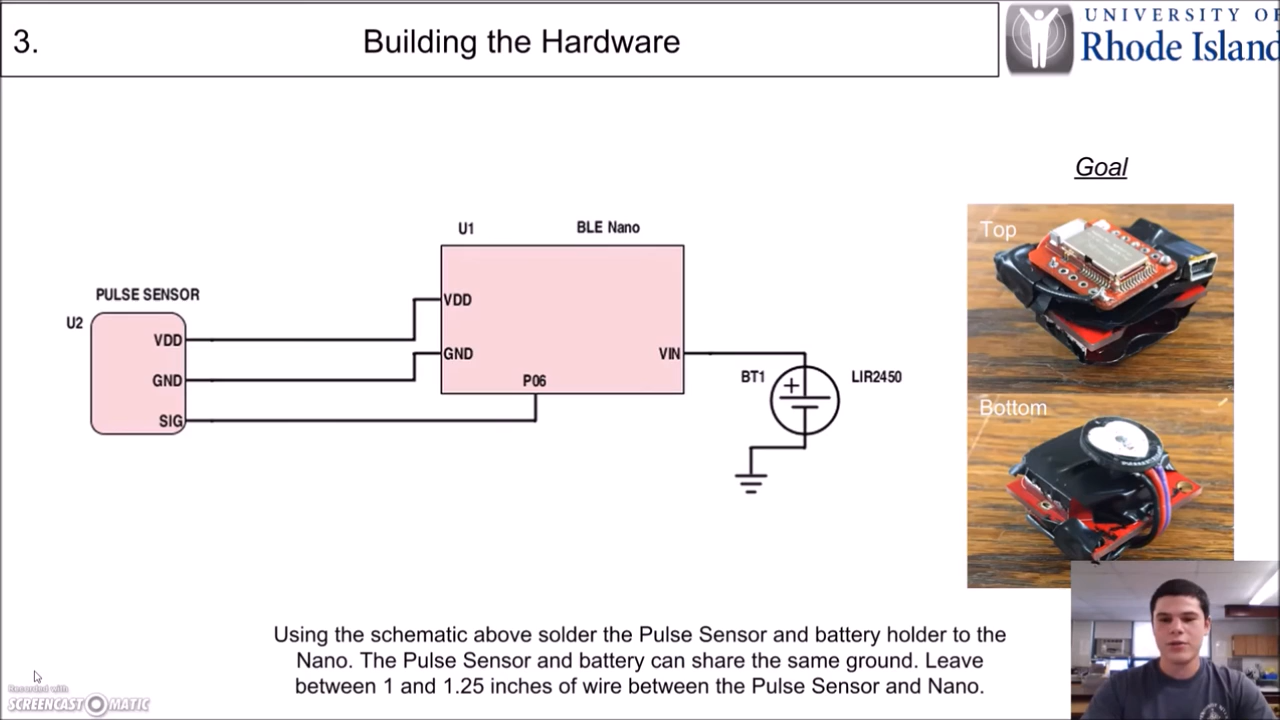 3.
Building the Hardware
UNIVERSITY OF
Rhode Island
Goal
Top
U1
BLE Nano
PULSE SENSOR
U2
VDD
GND
SIG
VDD
GND
P06
VIN
BT1
+
LIR2450
Bottom
Using the schematic above solder the Pulse Sensor and battery holder to the
Nano. The Pulse Sensor and battery can share the same ground. Leave
between 1 and 1.25 inches of wire between the Pulse Sensor and Nano.
Recorded with
SCREENCAST-O-MATIC